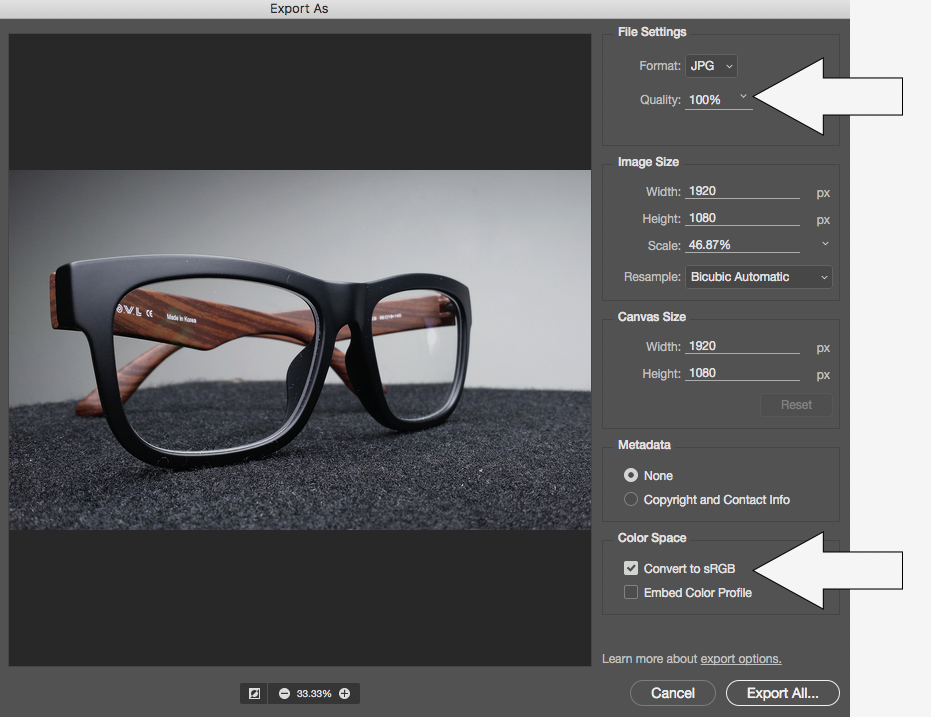 Export As
File Settings
Format: JPG
Quality: 100%
Image Size
Width: 1920 px
Height: 1080 px
Scale: 46.87%
Resample: Bicubic Automatic
Canvas Size
Width: 1920 px
Height: 1080 px
Reset
Metadata
None
Copyright and Contact Info
Color Space
Convert to sRGB
Embed Color Profile
Learn more about export options.
Made in Korea
33.33%
Cancel
Export All...